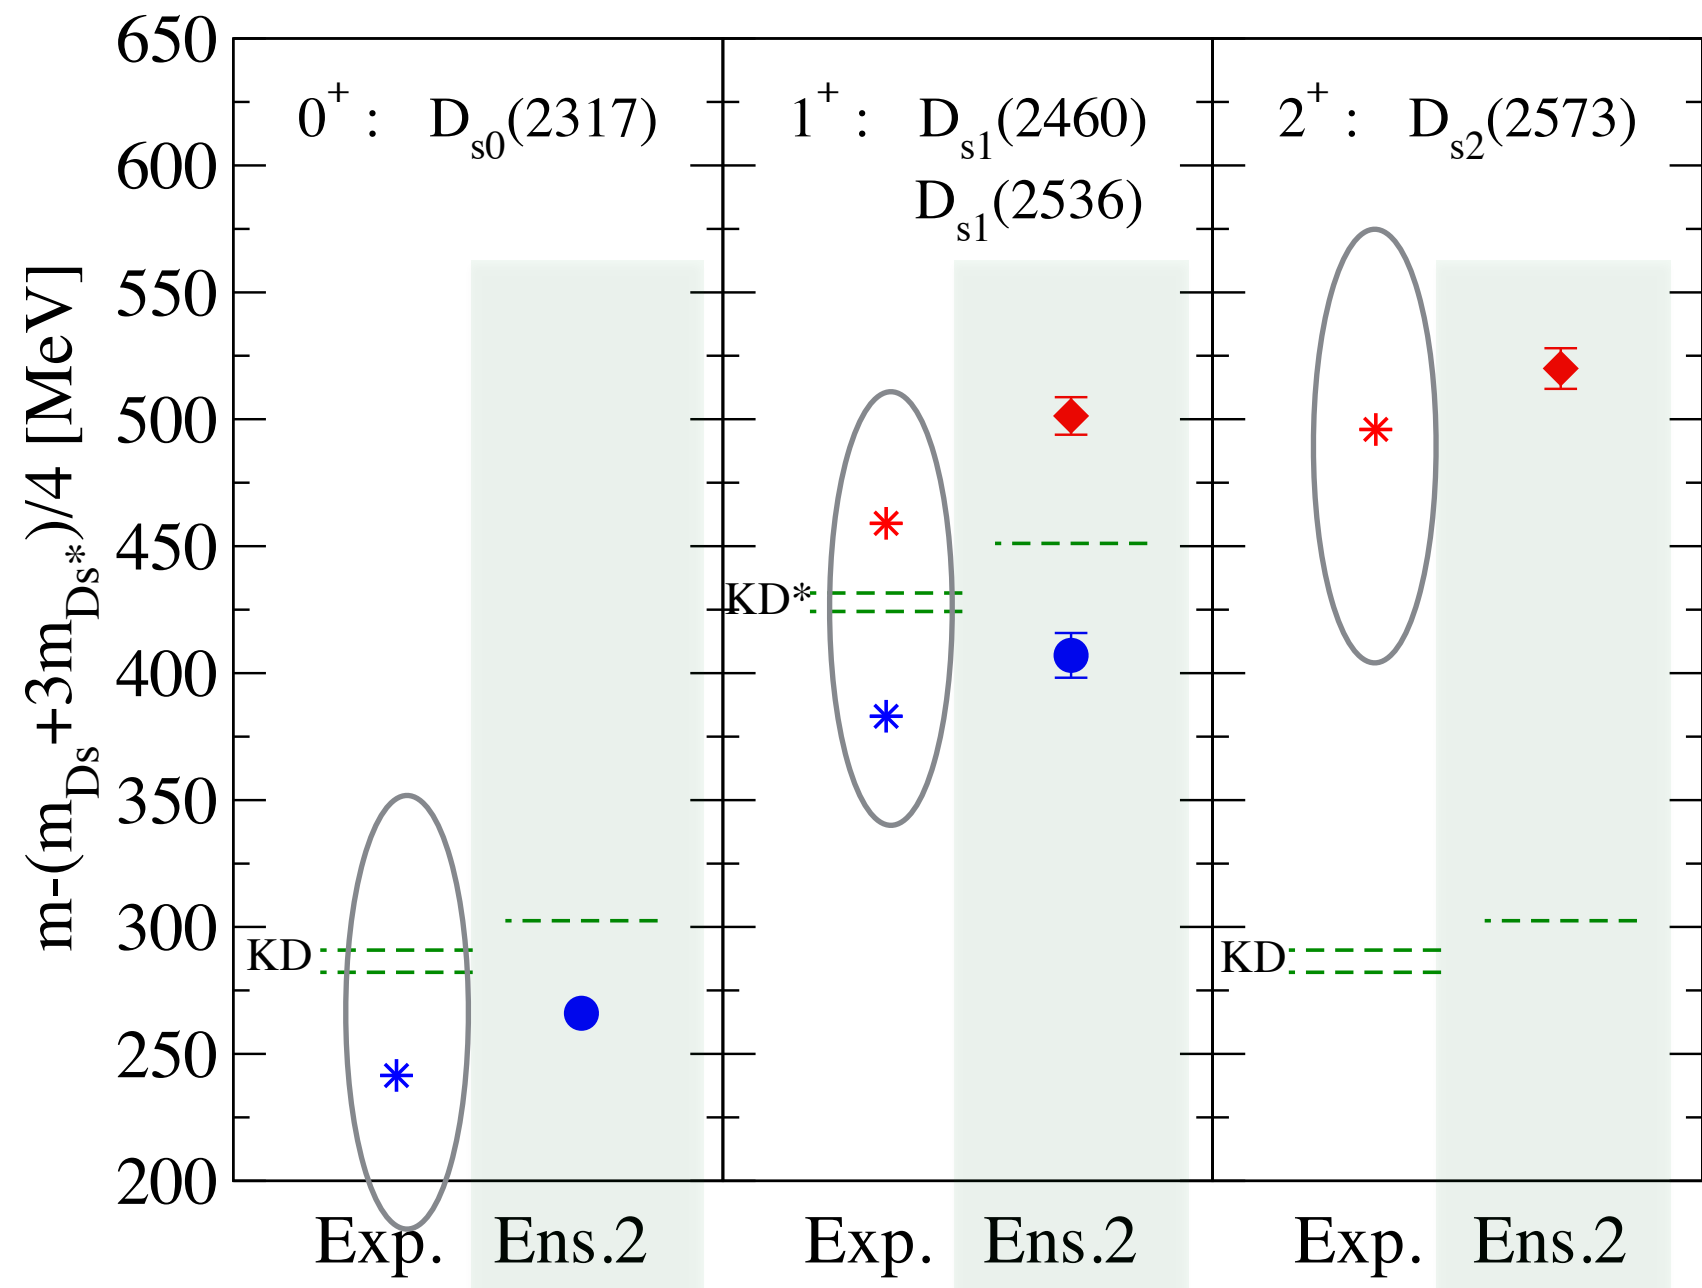 m-(m_Ds+3m_Ds*)/4 [MeV]
650
600
550
500
450
400
350
300
250
200
0^+ : D_s0(2317)
KD
Exp.
Ens.2
1^+ : D_s1(2460)
D_s1(2536)
KD*
Exp.
Ens.2
2^+ : D_s2(2573)
KD
Exp.
Ens.2